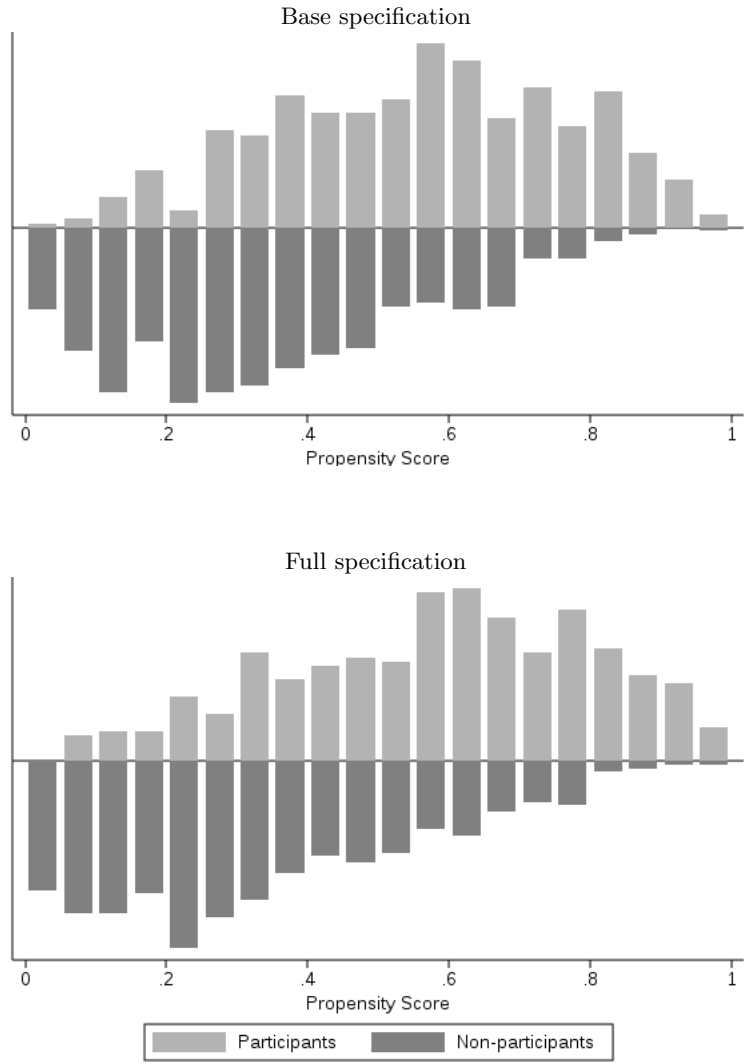 Base specification
0 .2 .4 .6 .8 1
Propensity Score
Full specification
0 .2 .4 .6 .8 1
Propensity Score
Participants Non-participants